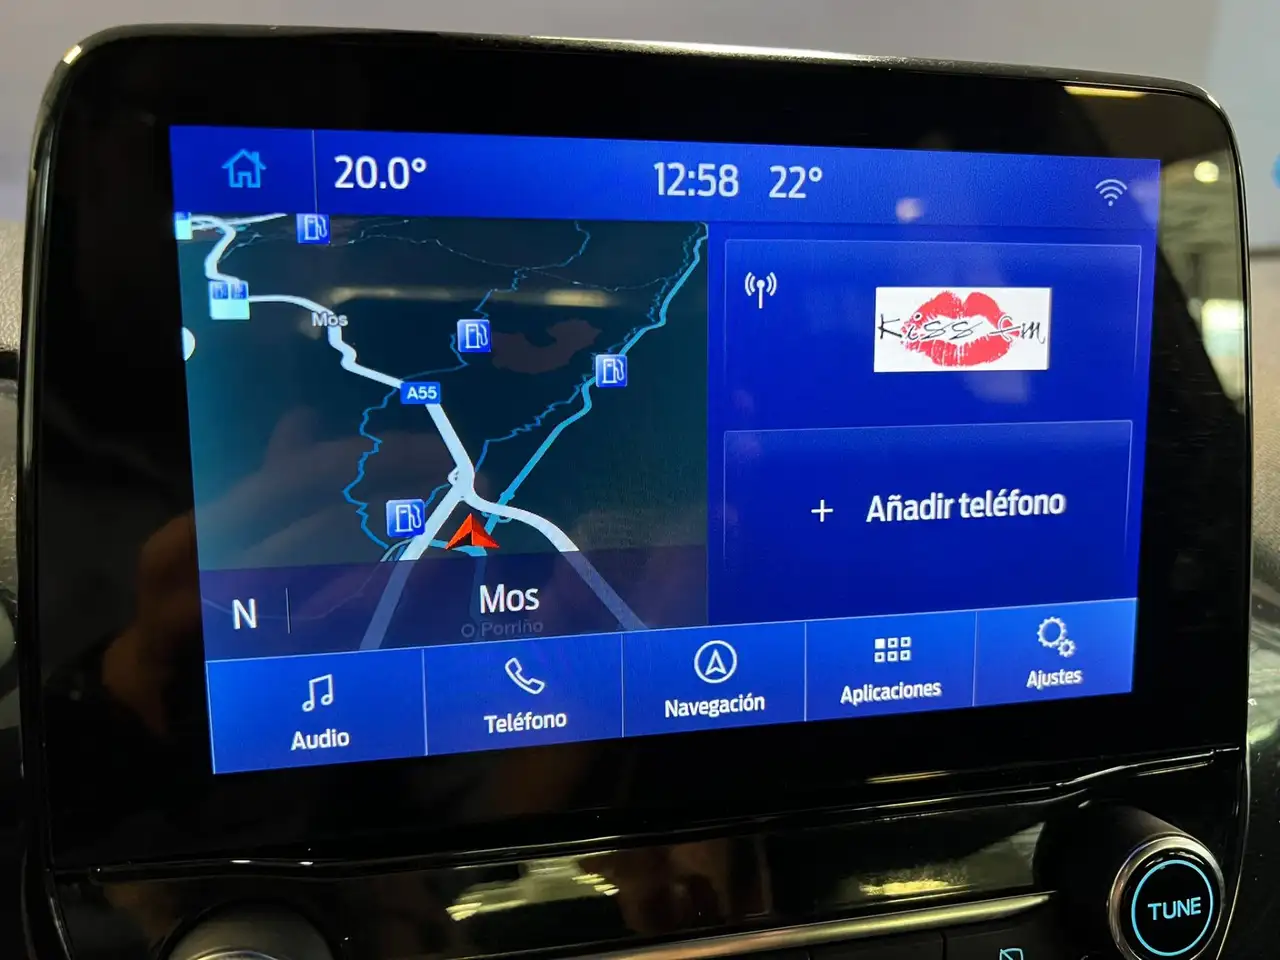 20.0°
12:58 22°
Mos
A55
Kiss fm
+ Añadir teléfono
N
Mos
O Porriño
Audio
Teléfono
Navegación
Aplicaciones
Ajustes
TUNE